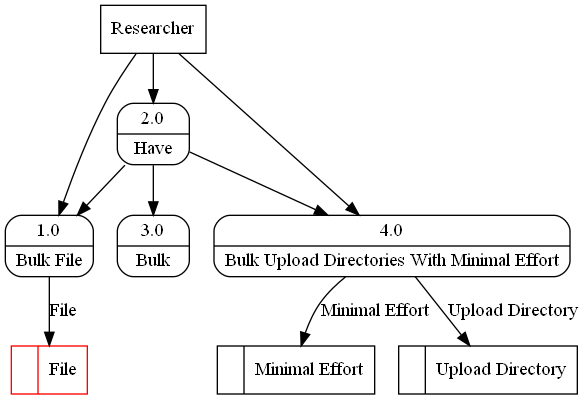 Researcher
2.0
Have
1.0
Bulk File
3.0
Bulk
4.0
Bulk Upload Directories With Minimal Effort
File
Minimal Effort
Upload Directory
File
Minimal Effort
Upload Directory